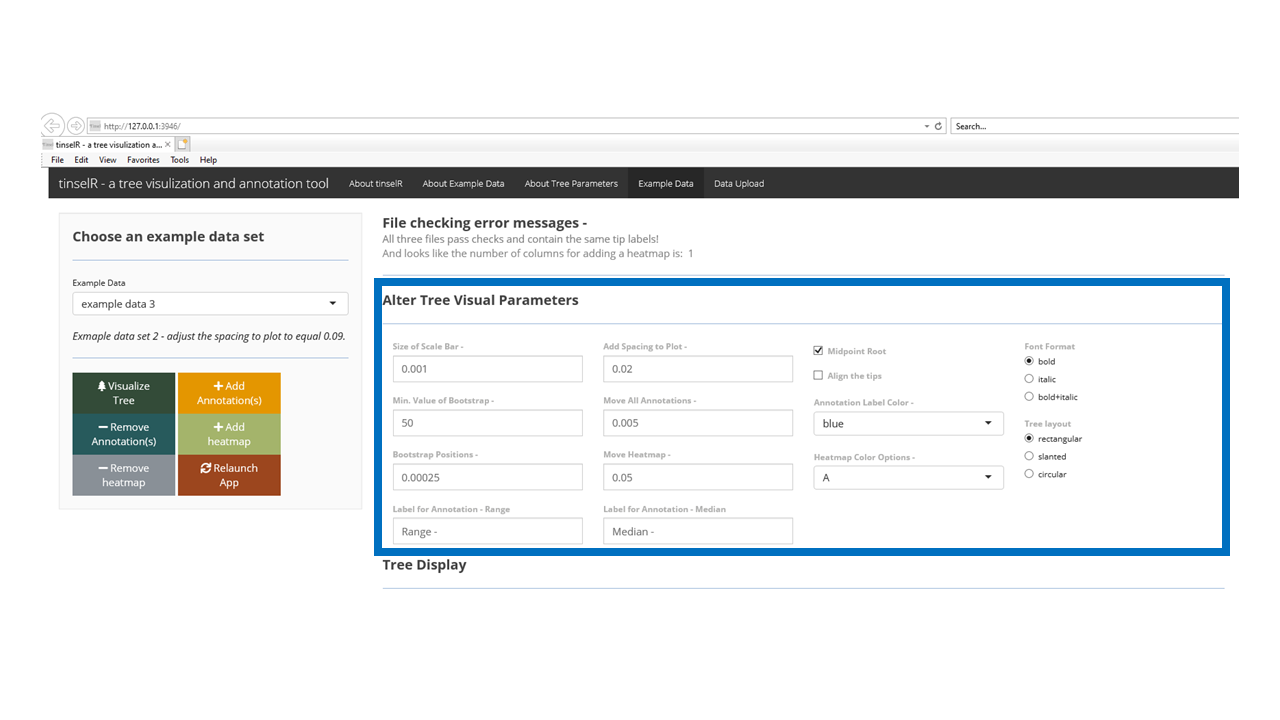 http://127.0.0.1:3946/
Search...
tinselR - a tree visulization a...
File Edit View Favorites Tools Help
tinselR - a tree visulization and annotation tool About tinselR About Example Data About Tree Parameters Example Data Data Upload
Choose an example data set
Example Data
example data 3
Exmaple data set 2 - adjust the spacing to plot to equal 0.09.
Visualize
Tree
Add
Annotation(s)
Remove
Annotation(s)
Add
heatmap
Remove
heatmap
Relaunch
App
File checking error messages -
All three files pass checks and contain the same tip labels!
And looks like the number of columns for adding a heatmap is: 1
Alter Tree Visual Parameters
Size of Scale Bar -
0.001
Min. Value of Bootstrap -
50
Bootstrap Positions -
0.00025
Label for Annotation - Range
Range -
Add Spacing to Plot -
0.02
Move All Annotations -
0.005
Move Heatmap -
0.05
Label for Annotation - Median
Median -
Midpoint Root
Align the tips
Annotation Label Color -
blue
Heatmap Color Options -
A
Font Format
bold
italic
bold+italic
Tree layout
rectangular
slanted
circular
Tree Display